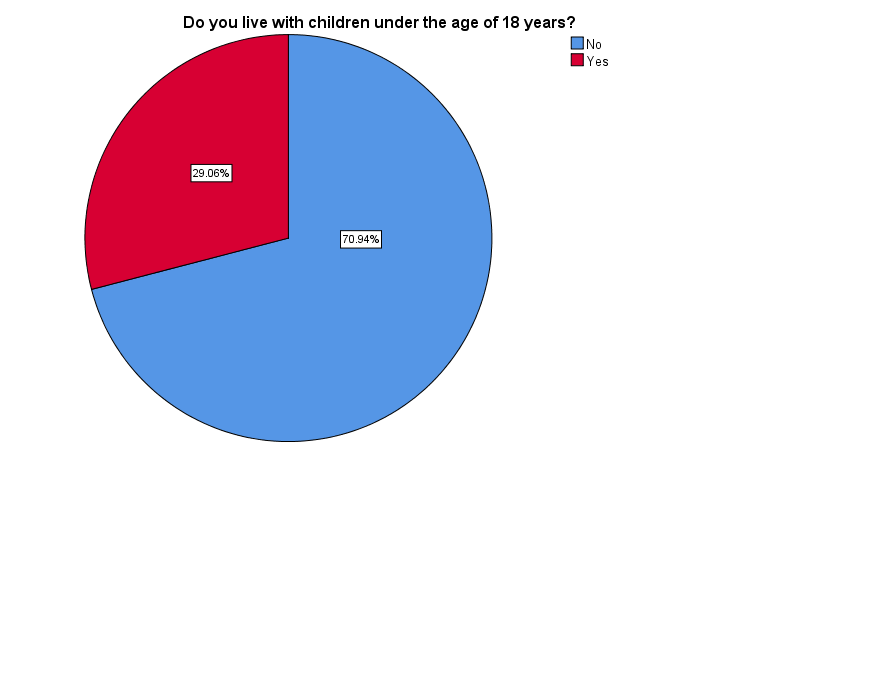 Do you live with children under the age of 18 years?
No
Yes
29.06%
70.94%